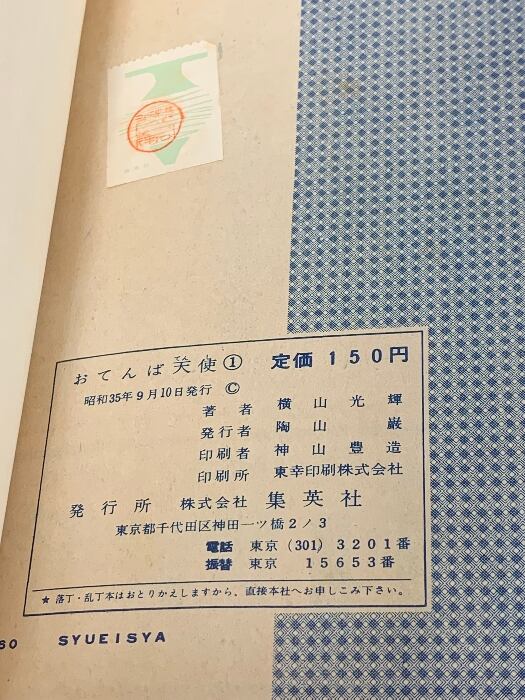 おてんば天使① 定価 150円
昭和35年9月10日発行 ©
著者 横山光輝
発行者 陶山巌
印刷者 神山豊造
印刷所 東幸印刷株式会社
発行所 株式会社 集英社
東京都千代田区神田一ツ橋2ノ3
電話 東京(301)3201番
振替 東京 15653番
★落丁・乱丁本はおとりかえしますから、直接本社へお申しこみ下さい。
60 SYUEISYA